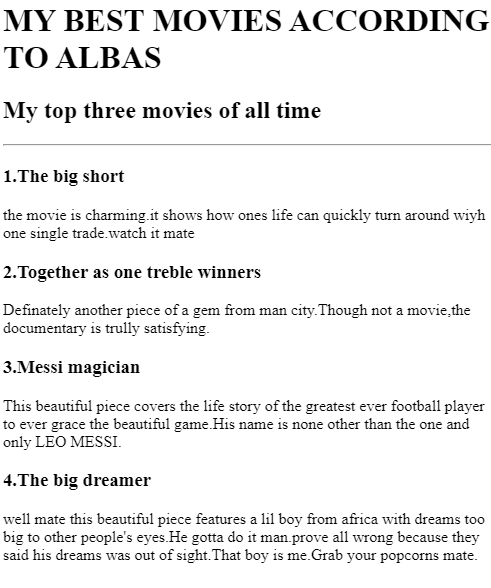 MY BEST MOVIES ACCORDING
TO ALBAS
My top three movies of all time
1.The big short
the movie is charming.it shows how ones life can quickly turn around wiyh
one single trade.watch it mate
2.Together as one treble winners
Definately another piece of a gem from man city.Though not a movie,the
documentary is trully satisfying.
3.Messi magician
This beautiful piece covers the life story of the greatest ever football player
to ever grace the beautiful game.His name is none other than the one and
only LEO MESSI.
4.The big dreamer
well mate this beautiful piece features a lil boy from africa with dreams too
big to other people's eyes.He gotta do it man.prove all wrong because they
said his dreams was out of sight.That boy is me.Grab your popcorns mate.